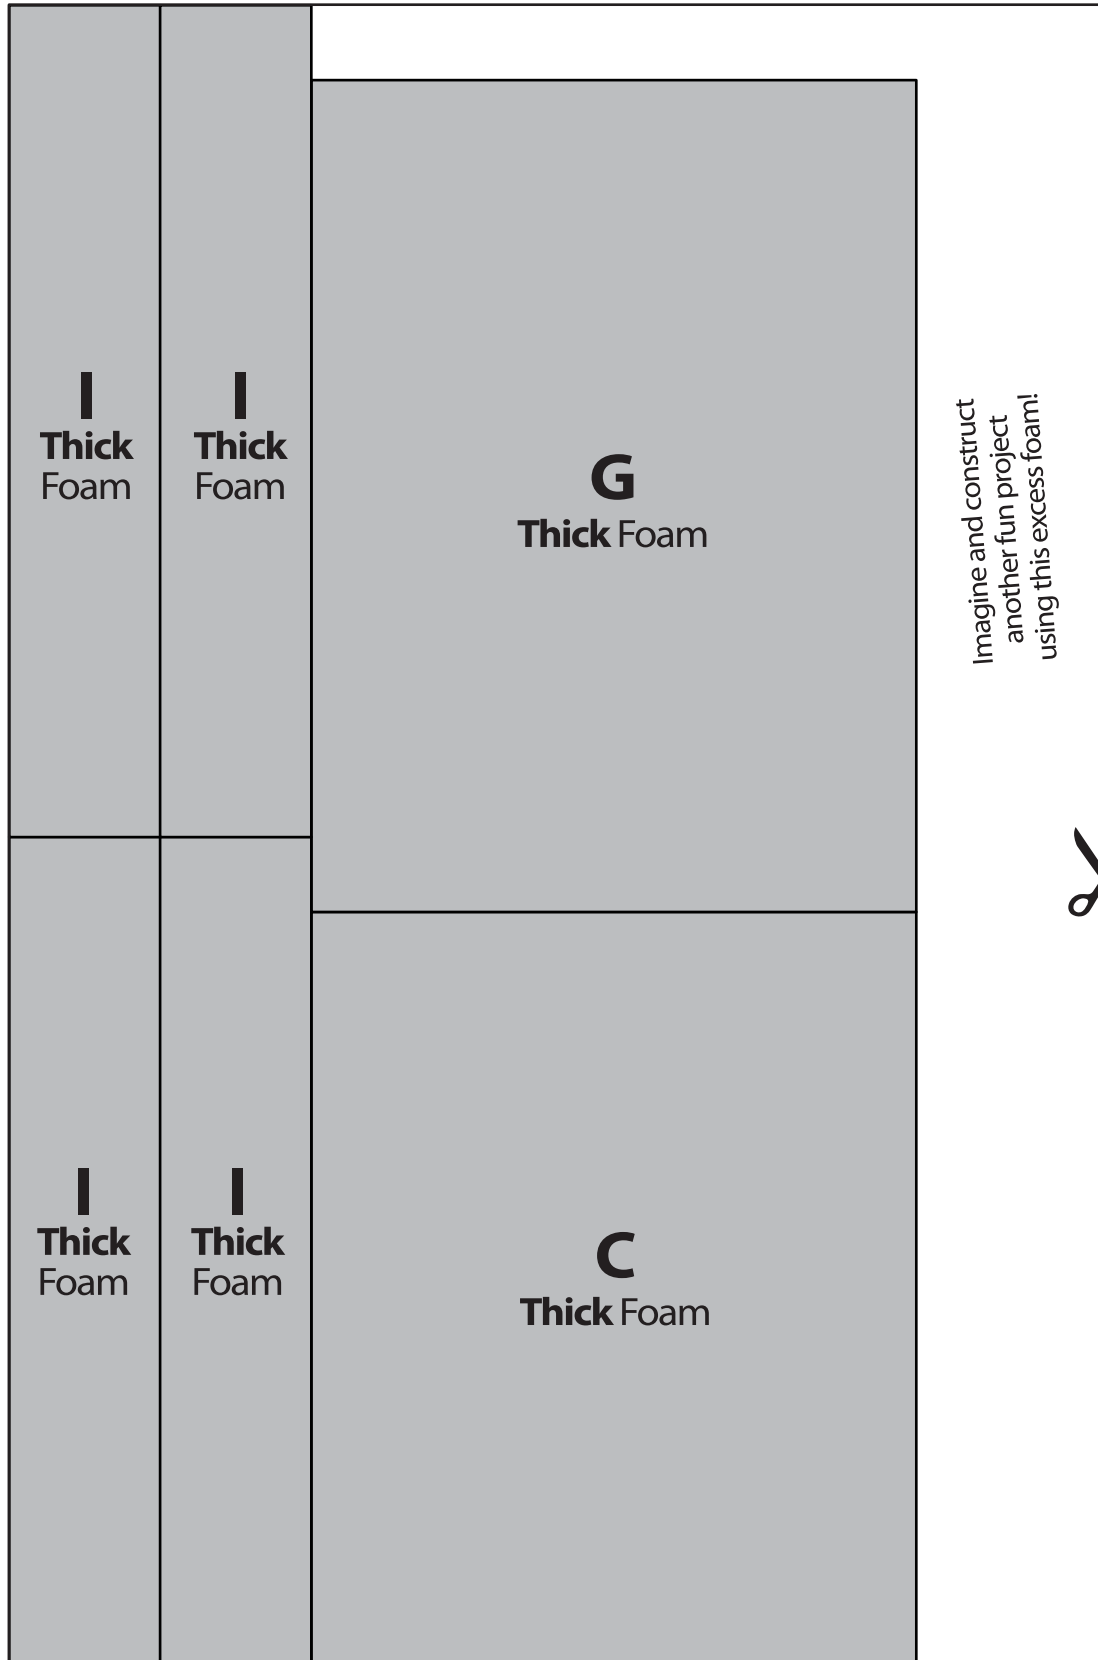 I
Thick
Foam
I
Thick
Foam
G
Thick Foam
Imagine and construct
another fun project
using this excess foam!
I
Thick
Foam
I
Thick
Foam
C
Thick Foam